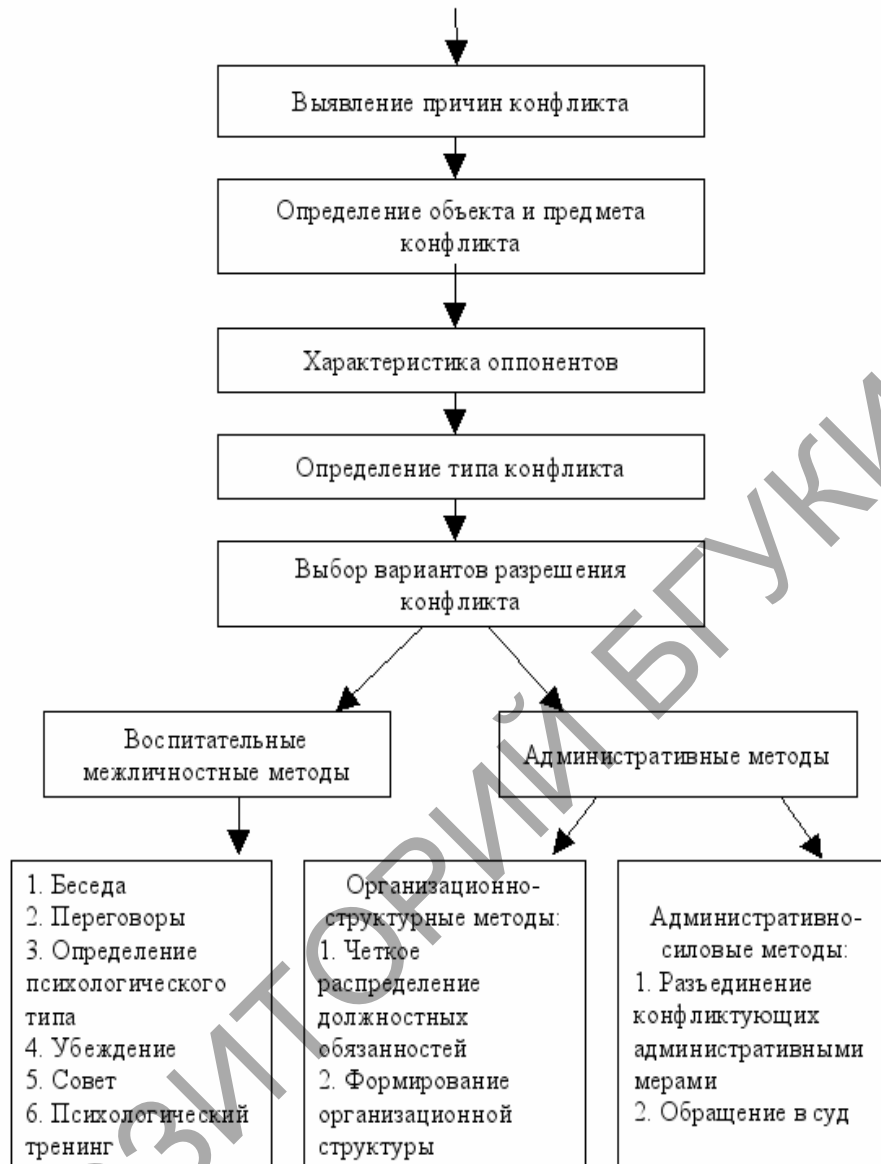 Выявление причин конфликта
Определение объекта и предмета
конфликта
Характеристика оппонентов
Определение типа конфликта
Выбор вариантов разрешения
конфликта
Воспитательные
межличностные методы
Административные методы
1. Беседа
2. Переговоры
3. Определение
психологического
типа
4. Убеждение
5. Совет
6. Психологический
тренинг
Организационно-
структурные методы:
1. Четкое
распределение
должностных
обязанностей
2. Формирование
организационной
структуры
Административно-
силовые методы:
1. Разъединение
конфликтующих
административными
мерами
2. Обращение в суд
ЗИТОРИЙ БГУКИ